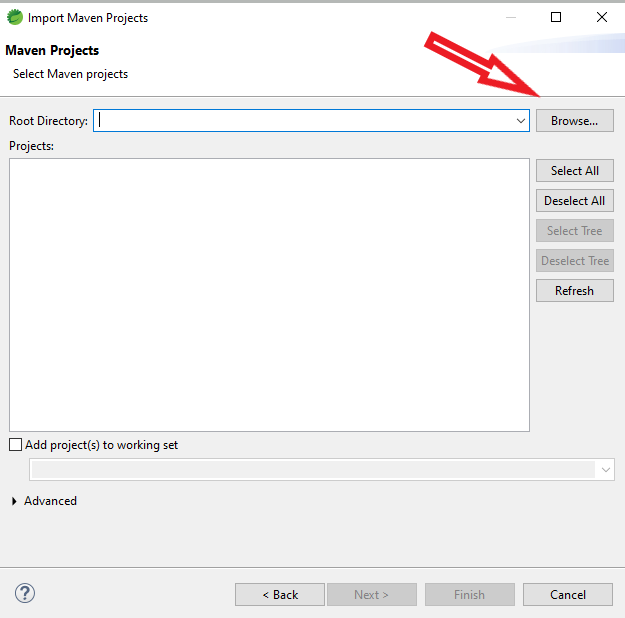 Import Maven Projects
Maven Projects
Select Maven projects
Root Directory:
Browse...
Projects:
Select All
Deselect All
Select Tree
Deselect Tree
Refresh
Add project(s) to working set
Advanced
?
< Back
Next >
Finish
Cancel